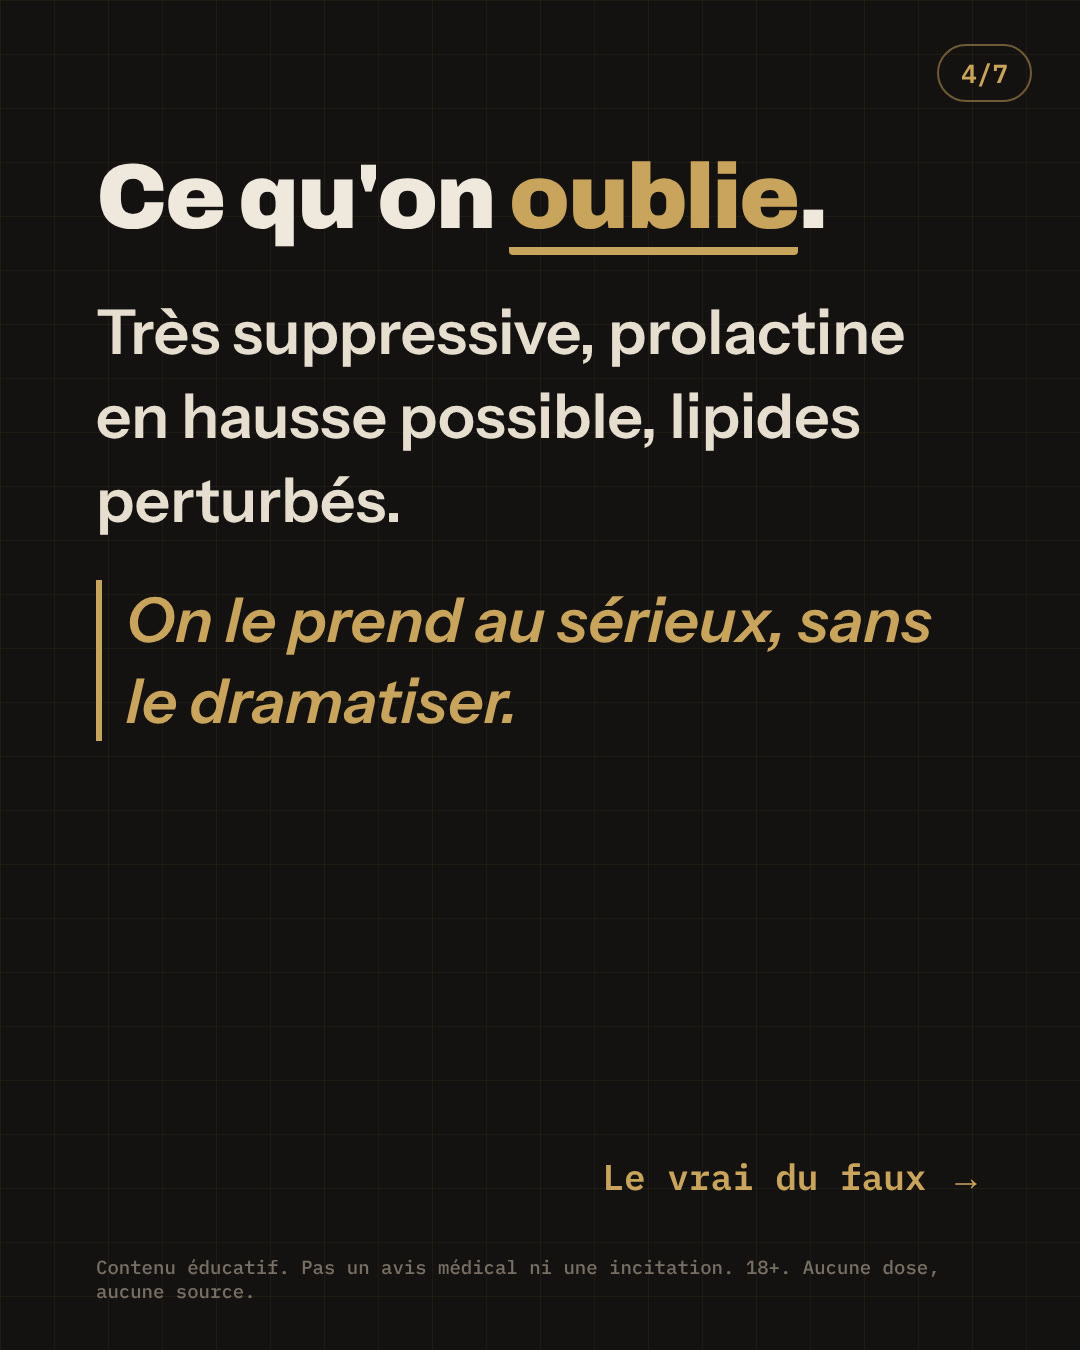 4/7
Ce qu'on oublie.
Très suppressive, prolactine
en hausse possible, lipides
perturbés.
On le prend au sérieux, sans
le dramatiser.
Le vrai du faux →
Contenu éducatif. Pas un avis médical ni une incitation. 18+. Aucune dose,
aucune source.